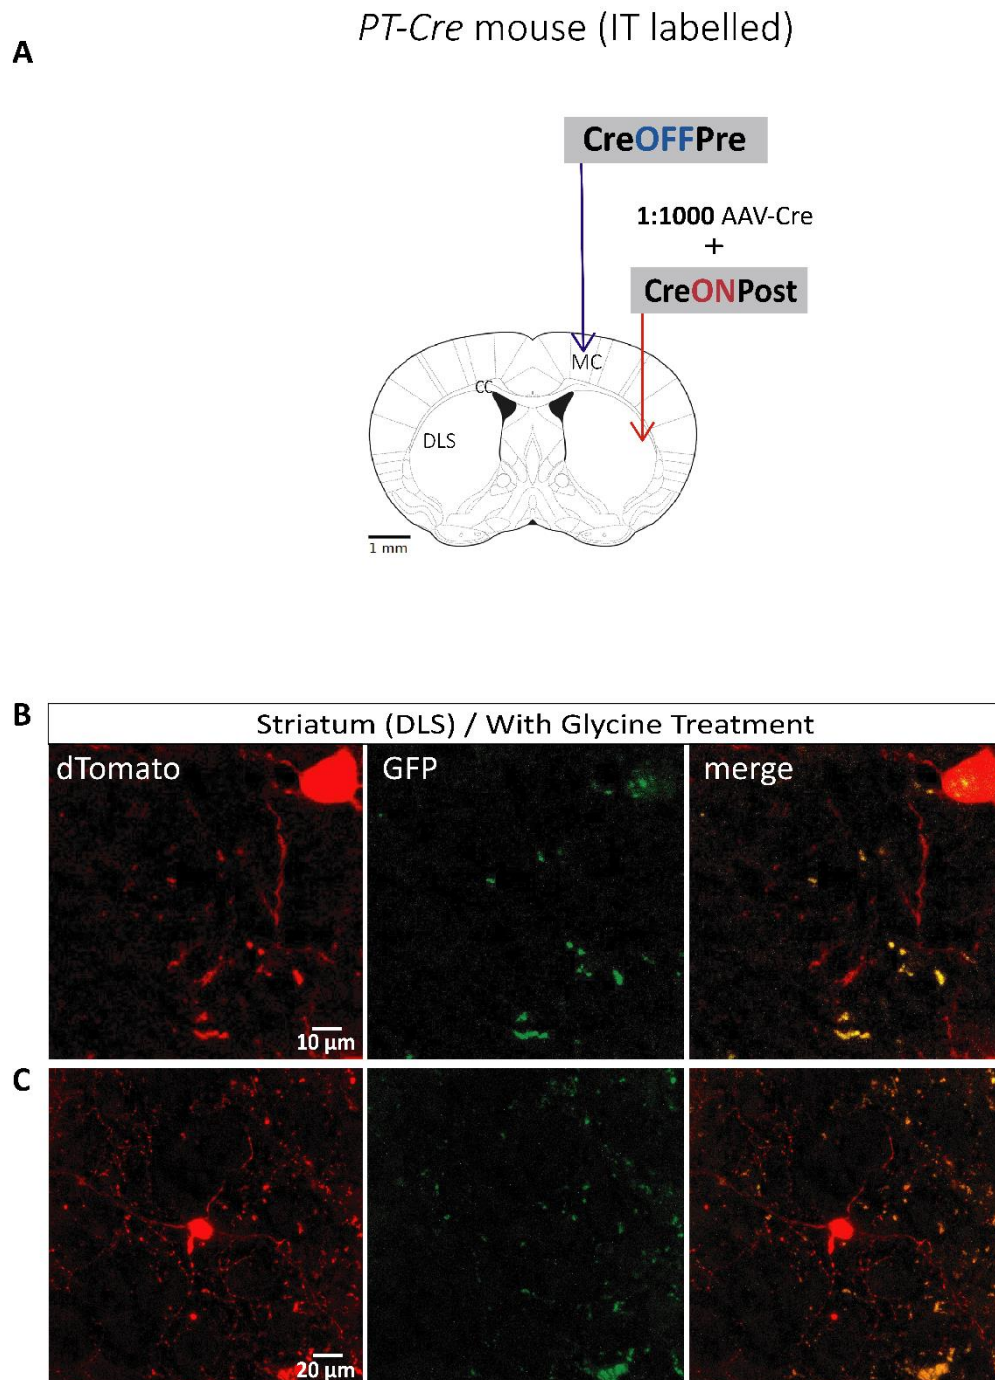 PT-Cre mouse (IT labelled)
A
CreOFFPre
1:1000 AAV-Cre
+
CreONPost
MC
CC
DLS
1 mm
B
Striatum (DLS) / With Glycine Treatment
dTomato
GFP
merge
10 µm
C
20 µm